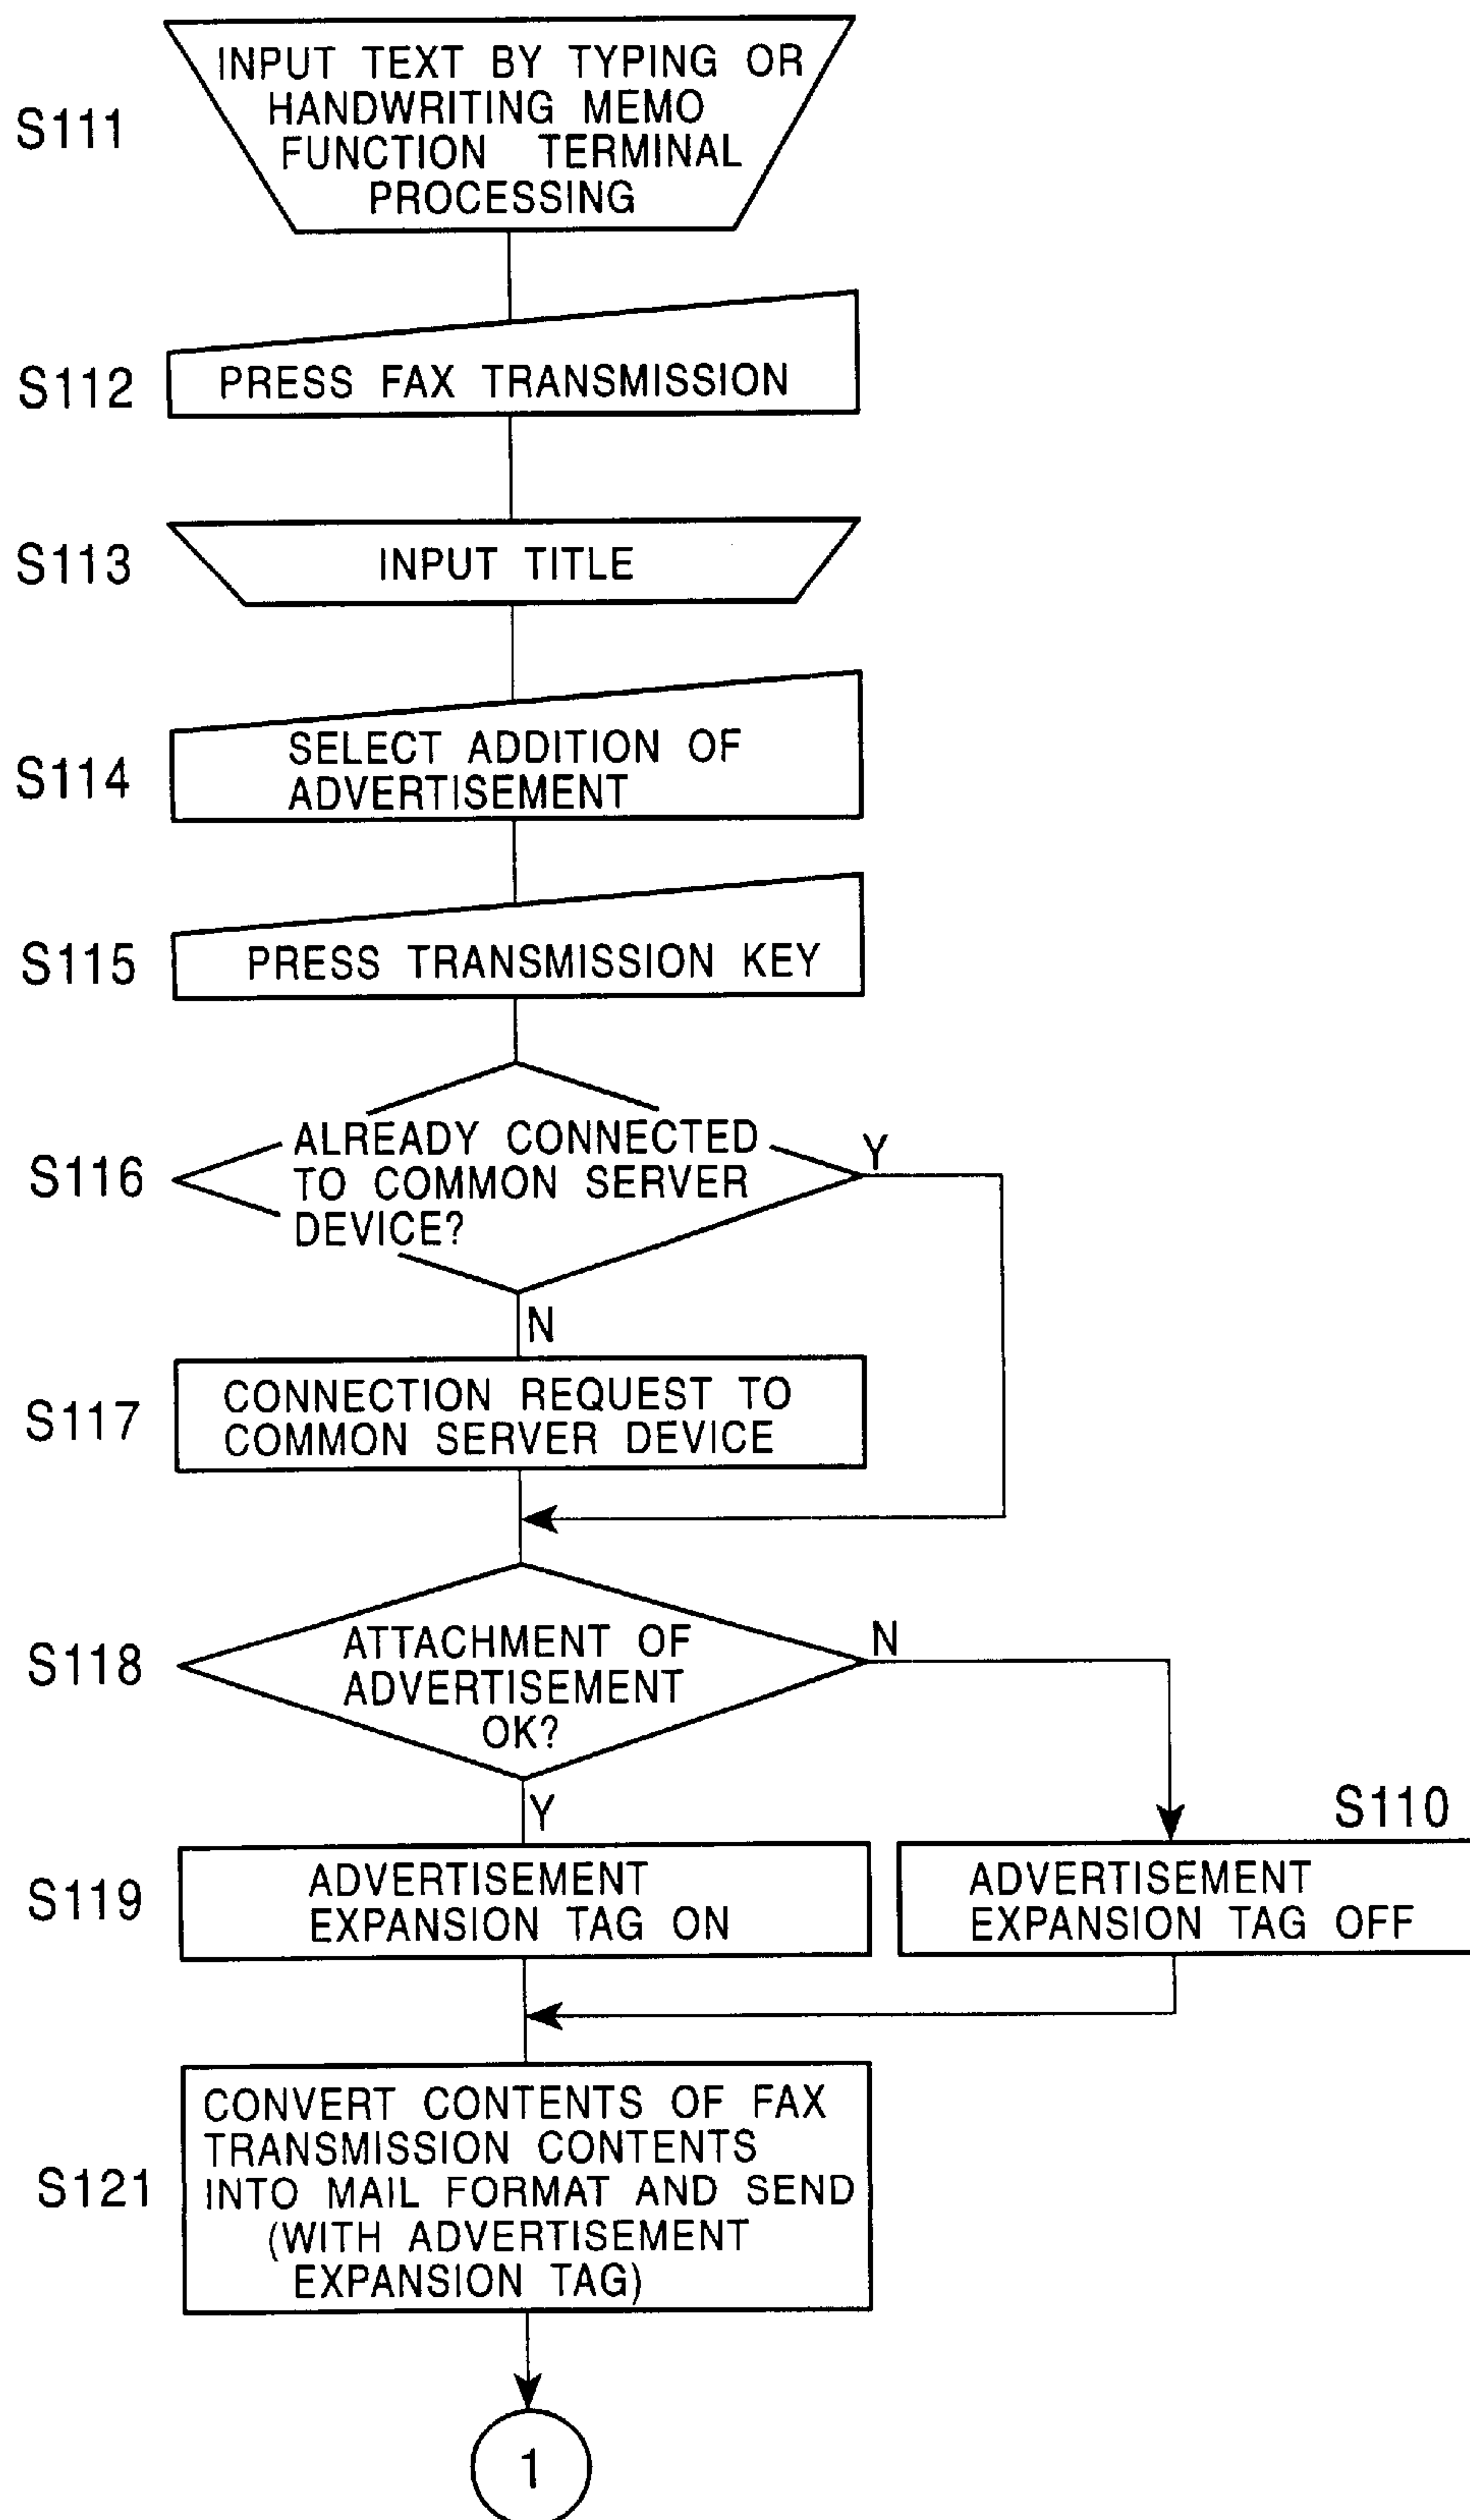 S111
INPUT TEXT BY TYPING OR
HANDWRITING MEMO
FUNCTION TERMINAL
PROCESSING
S112
PRESS FAX TRANSMISSION
S113
INPUT TITLE
S114
SELECT ADDITION OF
ADVERTISEMENT
S115
PRESS TRANSMISSION KEY
S116
ALREADY CONNECTED
TO COMMON SERVER
DEVICE?
Y
N
S117
CONNECTION REQUEST TO
COMMON SERVER DEVICE
S118
ATTACHMENT OF
ADVERTISEMENT
OK?
N
Y
S119
ADVERTISEMENT
EXPANSION TAG ON
S110
ADVERTISEMENT
EXPANSION TAG OFF
S121
CONVERT CONTENTS OF FAX
TRANSMISSION CONTENTS
INTO MAIL FORMAT AND SEND
(WITH ADVERTISEMENT
EXPANSION TAG)
1